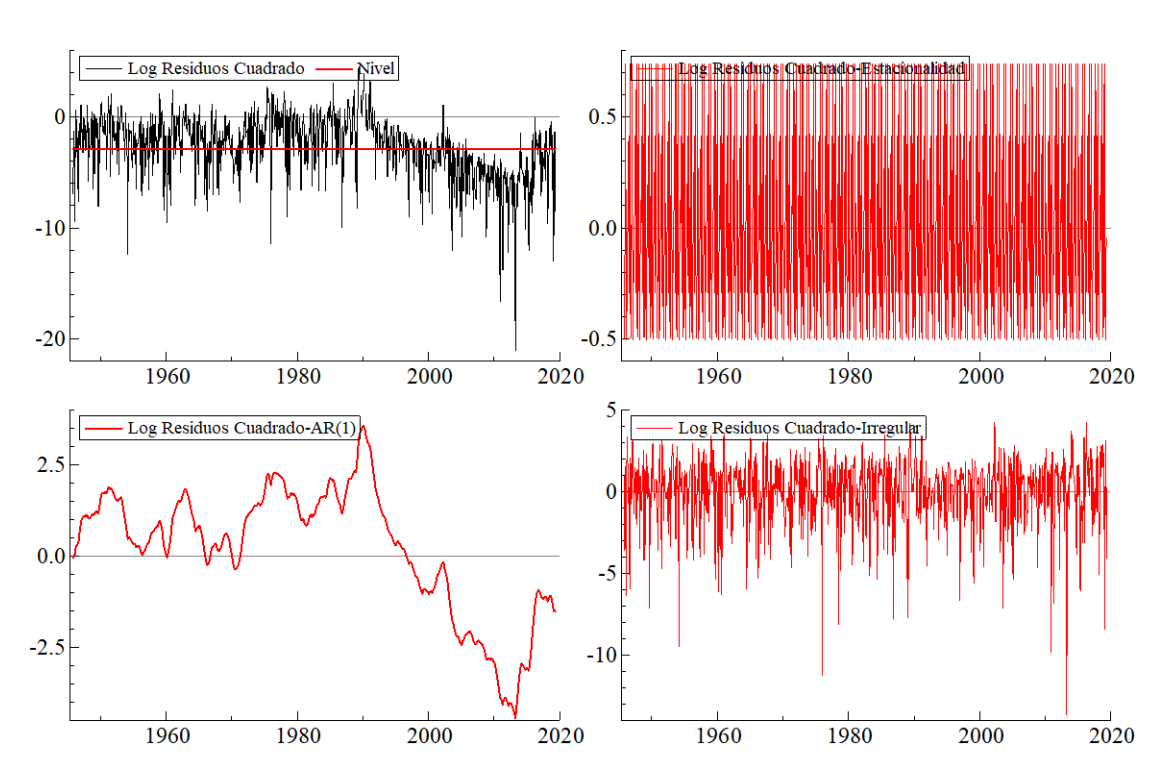 Log Residuos Cuadrado Nivel
0
-10
-20
1960 1980 2000 2020
Log Residuos Cuadrado-Estacionalidad
0.5
0.0
-0.5
1960 1980 2000 2020
Log Residuos Cuadrado-AR(1)
2.5
0.0
-2.5
1960 1980 2000 2020
Log Residuos Cuadrado-Irregular
5
0
-5
-10
1960 1980 2000 2020